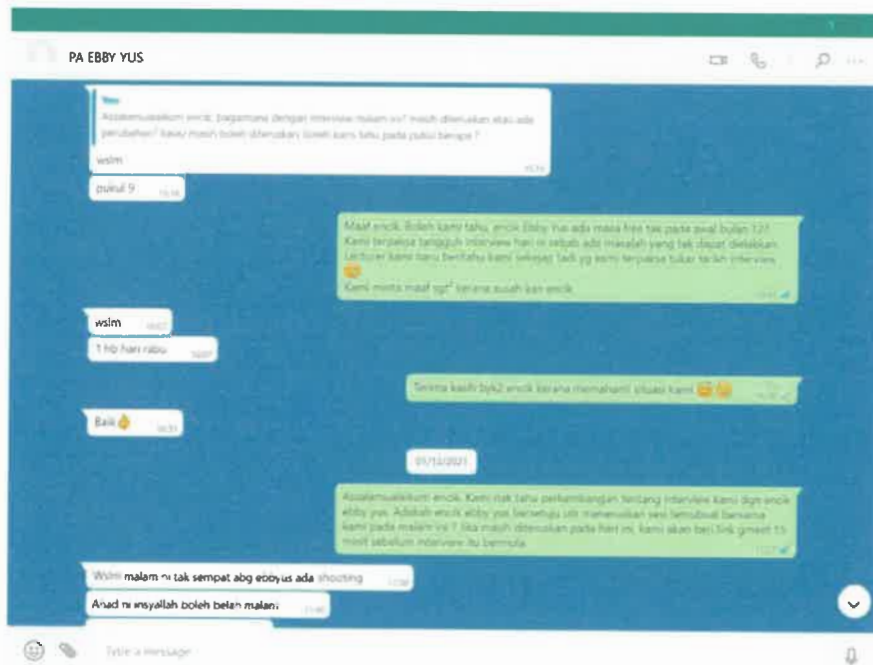 PA EBBY YUS
You
Assalamualaikum encik, bagaimana dengan interview malam ini? masih diteruskan atau ada
perubahan? kalau masih boleh diteruskan, boleh kami tahu pada pukul berapa ?
wslm
pukul 9
Maaf encik. Boleh kami tahu, encik Ebby Yus ada masa free tak pada awal bulan 12?
Kami terpaksa tangguh interview hari ni sebab ada masalah yang tak dapat dielakkan.
Lecturer kami baru beritahu kami sekejap tadi yg kami terpaksa tukar tarikh interview
Kami minta maaf sgt² kerana susah kan encik
wslm
1 hb hari rabu
Terima kasih byk2 encik kerana memahami situasi kami
Baik
01/12/2021
Assalamualaikum encik. Kami nak tahu perkembangan tentang interview kami dgn encik
ebby yus. Adakah encik ebby yus bersetuju utk meneruskan sesi temubual bersama
kami pada malam ini ? Jika masih diteruskan pada hari ini, kami akan beri link gmeet 15
minit sebelum interview itu bermula
Wslm malam ni tak sempat abg ebbyus ada shooting
Ahad ni insyallah boleh belah malam
Type a message